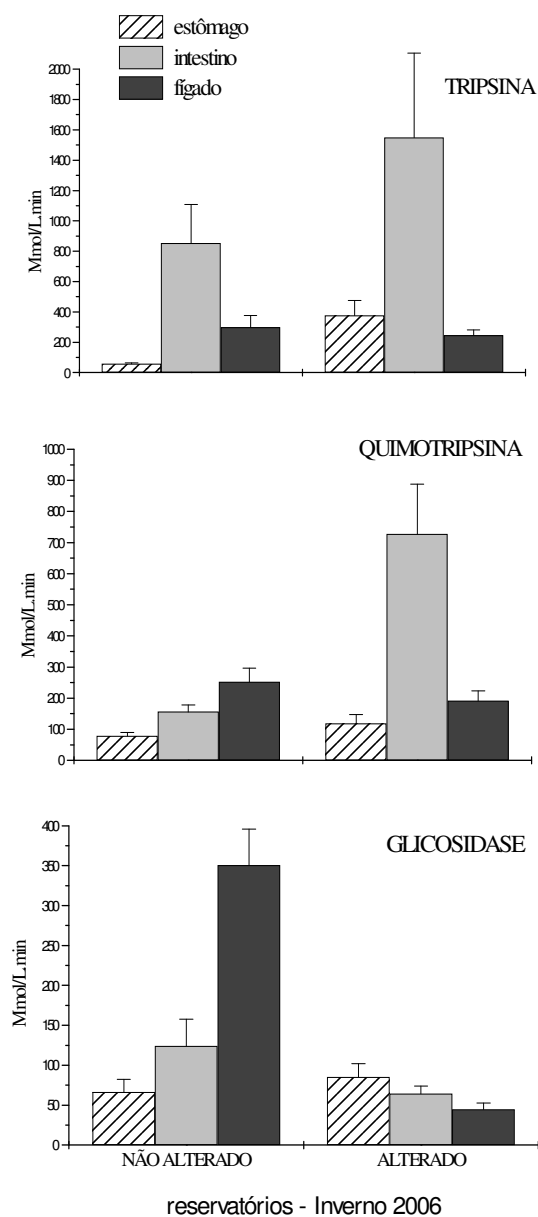 estômago
intestino
fígado
TRIPSINA
2000
1800
1600
1400
1200
1000
800
600
400
200
0
Mmol/L.min
QUIMOTRIPSINA
1000
900
800
700
600
500
400
300
200
100
0
Mmol/L.min
GLICOSIDASE
400
350
300
250
200
150
100
50
0
Mmol/L.min
NÃO ALTERADO ALTERADO
reservatórios - Inverno 2006